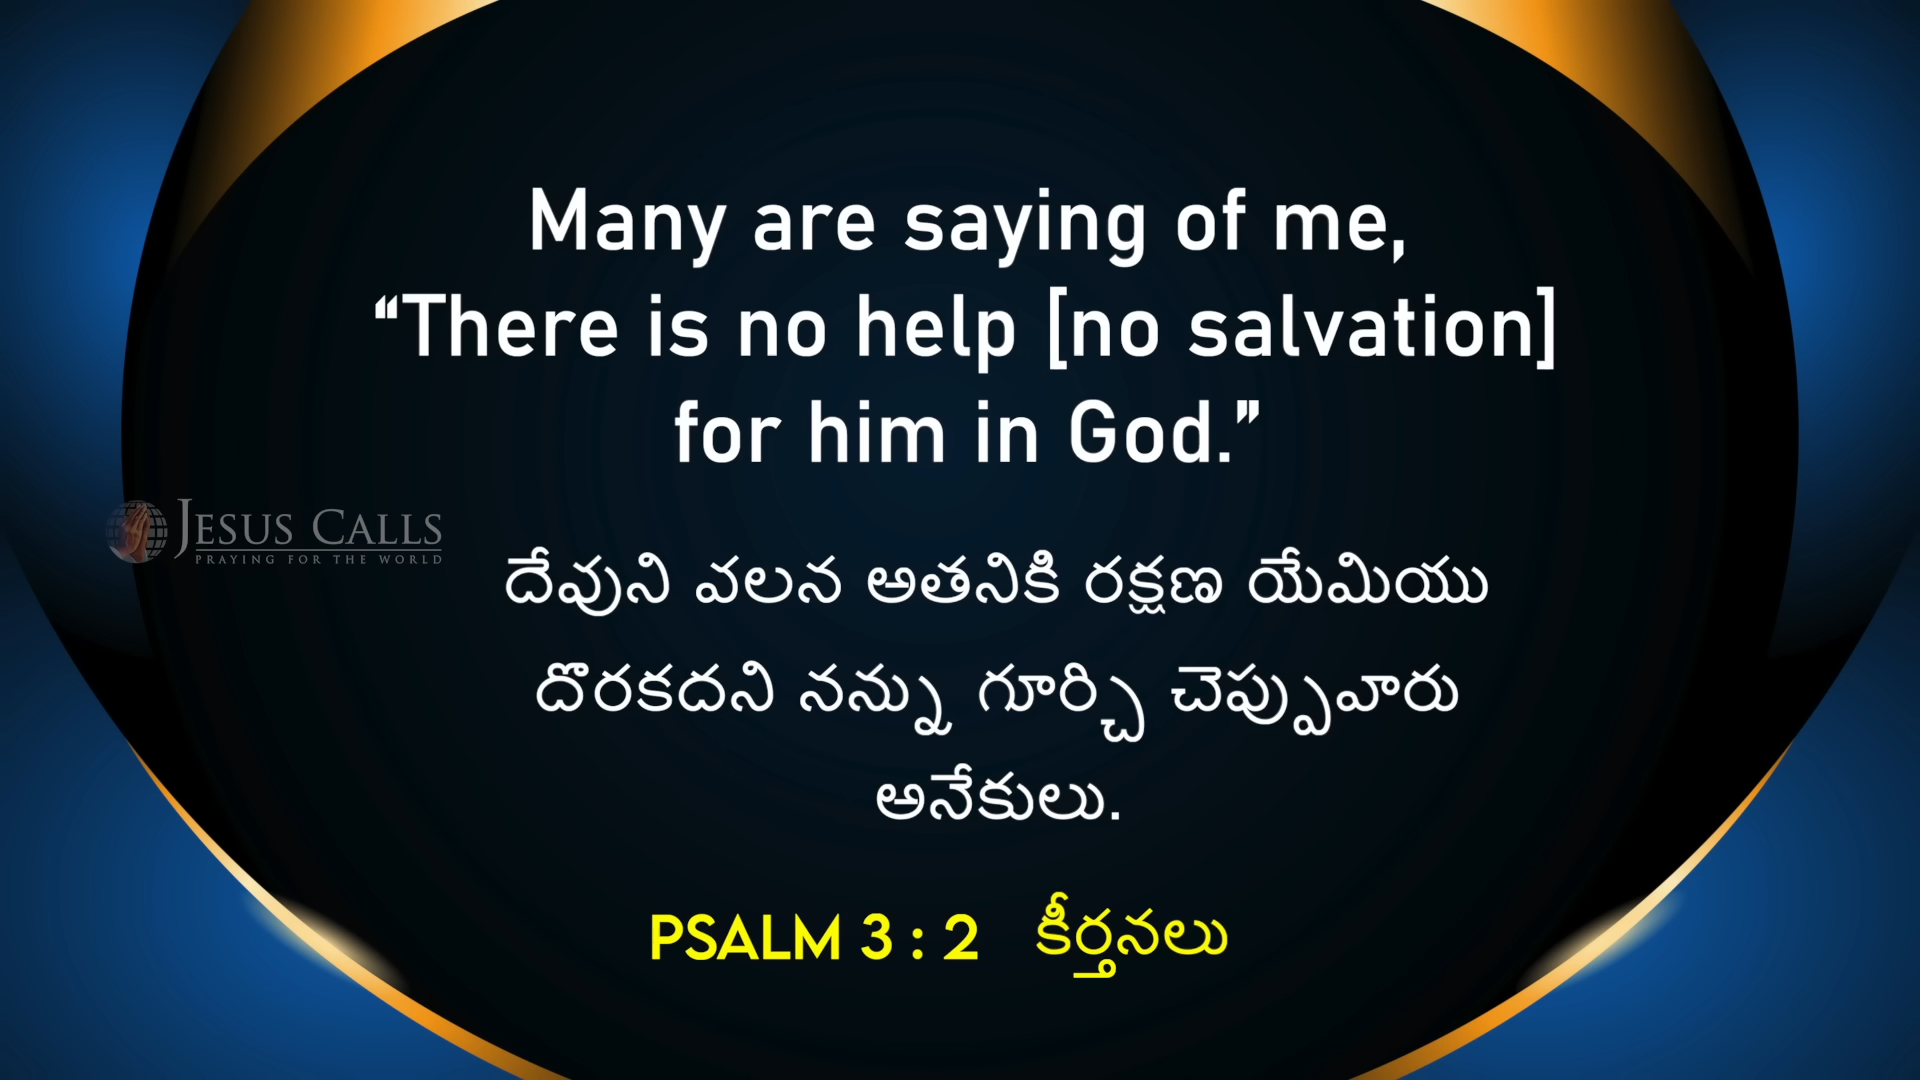 Many are saying of me,
“There is no help [no salvation]
for him in God.”
JESUS CALLS
PRAYING FOR THE WORLD
దేవుని వలన అతనికి రక్షణ యేమియు
దొరకదని నన్ను గూర్చి చెప్పువారు
అనేకులు.
PSALM 3 : 2 కీర్తనలు